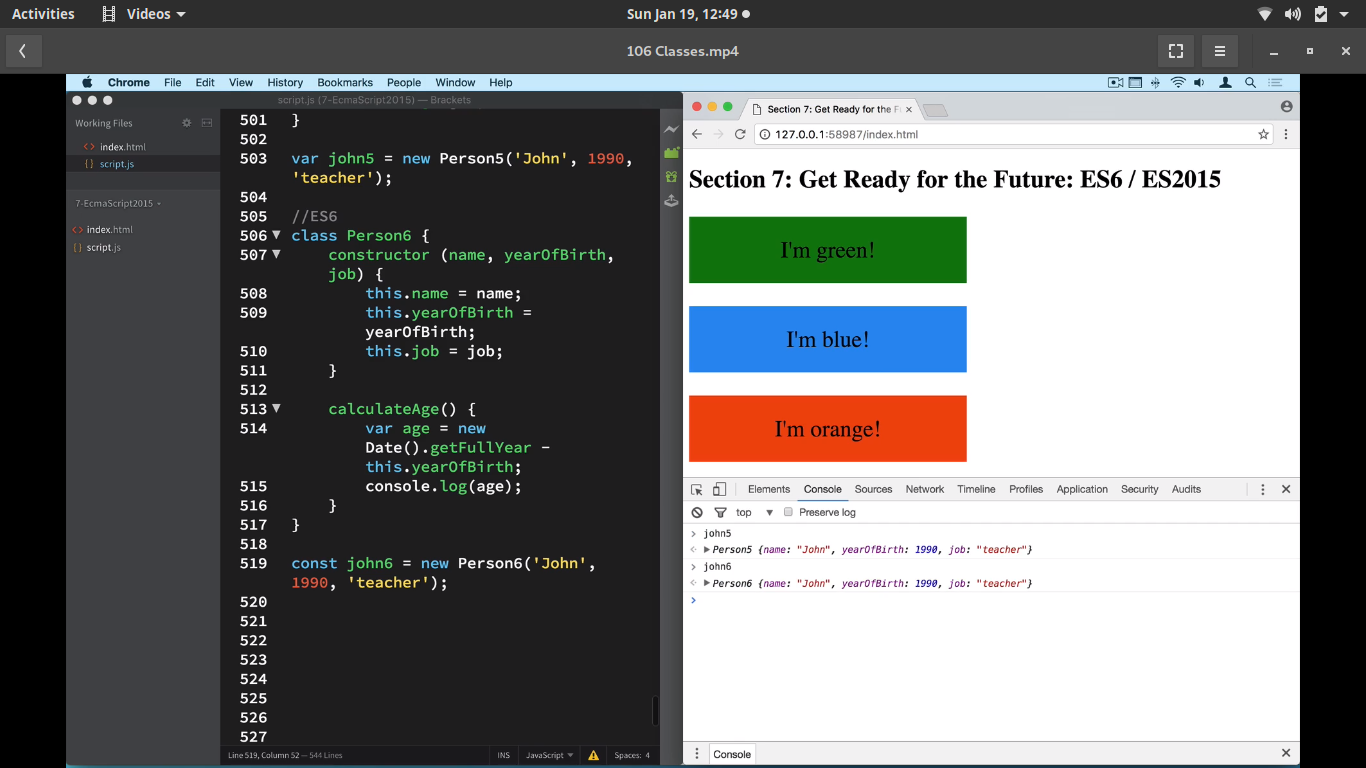 Activities Videos Sun Jan 19, 12:49
106 Classes.mp4
Chrome File Edit View History Bookmarks People Window Help
script.js (7-EcmaScript2015) — Brackets
Working Files
index.html
script.js
7-EcmaScript2015
index.html
script.js
501 }
502
503 var john5 = new Person5('John', 1990,
'teacher');
504
505 //ES6
506 class Person6 {
507 constructor (name, yearOfBirth,
job) {
508 this.name = name;
509 this.yearOfBirth =
yearOfBirth;
510 this.job = job;
511 }
512
513 calculateAge() {
514 var age = new
Date().getFullYear -
this.yearOfBirth;
515 console.log(age);
516 }
517 }
518
519 const john6 = new Person6('John',
1990, 'teacher');
520
521
522
523
524
525
526
527
Line 519, Column 52 — 544 Lines INS JavaScript Spaces: 4
Section 7: Get Ready for the F
127.0.0.1:58987/index.html
Section 7: Get Ready for the Future: ES6 / ES2015
I'm green!
I'm blue!
I'm orange!
Elements Console Sources Network Timeline Profiles Application Security Audits
top Preserve log
john5
Person5 {name: "John", yearOfBirth: 1990, job: "teacher"}
john6
Person6 {name: "John", yearOfBirth: 1990, job: "teacher"}
Console